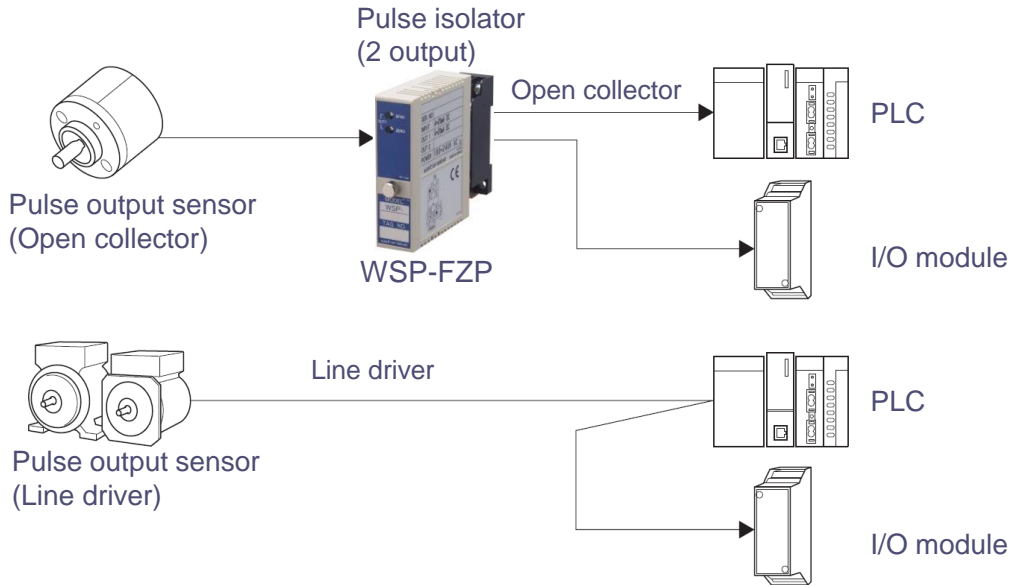 Pulse isolator
(2 output)
Open collector
PLC
Pulse output sensor
(Open collector)
WSP-FZP
I/O module
Line driver
PLC
Pulse output sensor
(Line driver)
I/O module